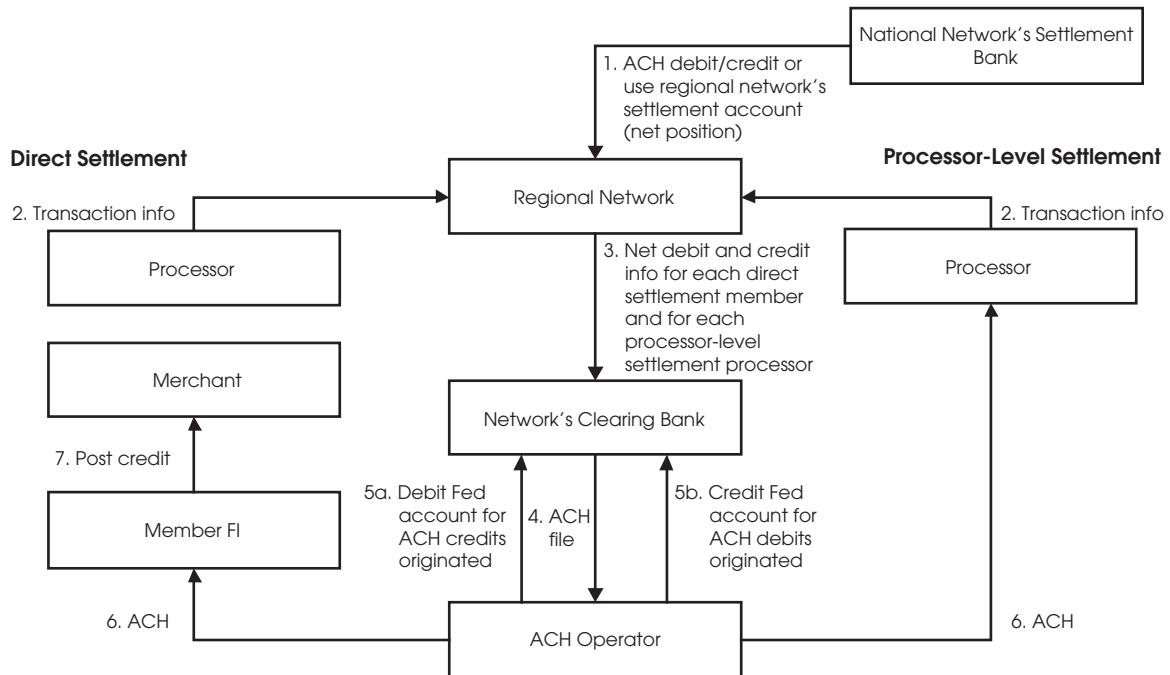 National Network's Settlement
Bank
1. ACH debit/credit or
use regional network's
settlement account
(net position)
Direct Settlement
Processor-Level Settlement
Regional Network
2. Transaction info
2. Transaction info
Processor
Processor
3. Net debit and credit
info for each direct
settlement member
and for each
processor-level
settlement processor
Merchant
Network's Clearing Bank
7. Post credit
5a. Debit Fed
account for
ACH credits
originated
4. ACH
file
5b. Credit Fed
account for
ACH debits
originated
Member FI
6. ACH
6. ACH
ACH Operator